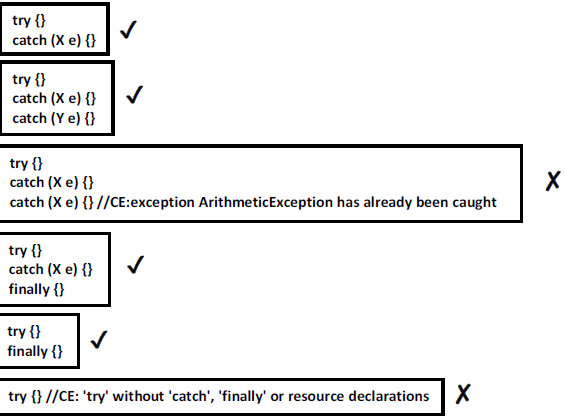 try {}
catch (X e) {}
✓
try {}
catch (X e) {}
catch (Y e) {}
✓
try {}
catch (X e) {}
catch (X e) {} //CE:exception ArithmeticException has already been caught
✗
try {}
catch (X e) {}
finally {}
✓
try {}
finally {}
✓
try {} //CE: 'try' without 'catch', 'finally' or resource declarations
✗